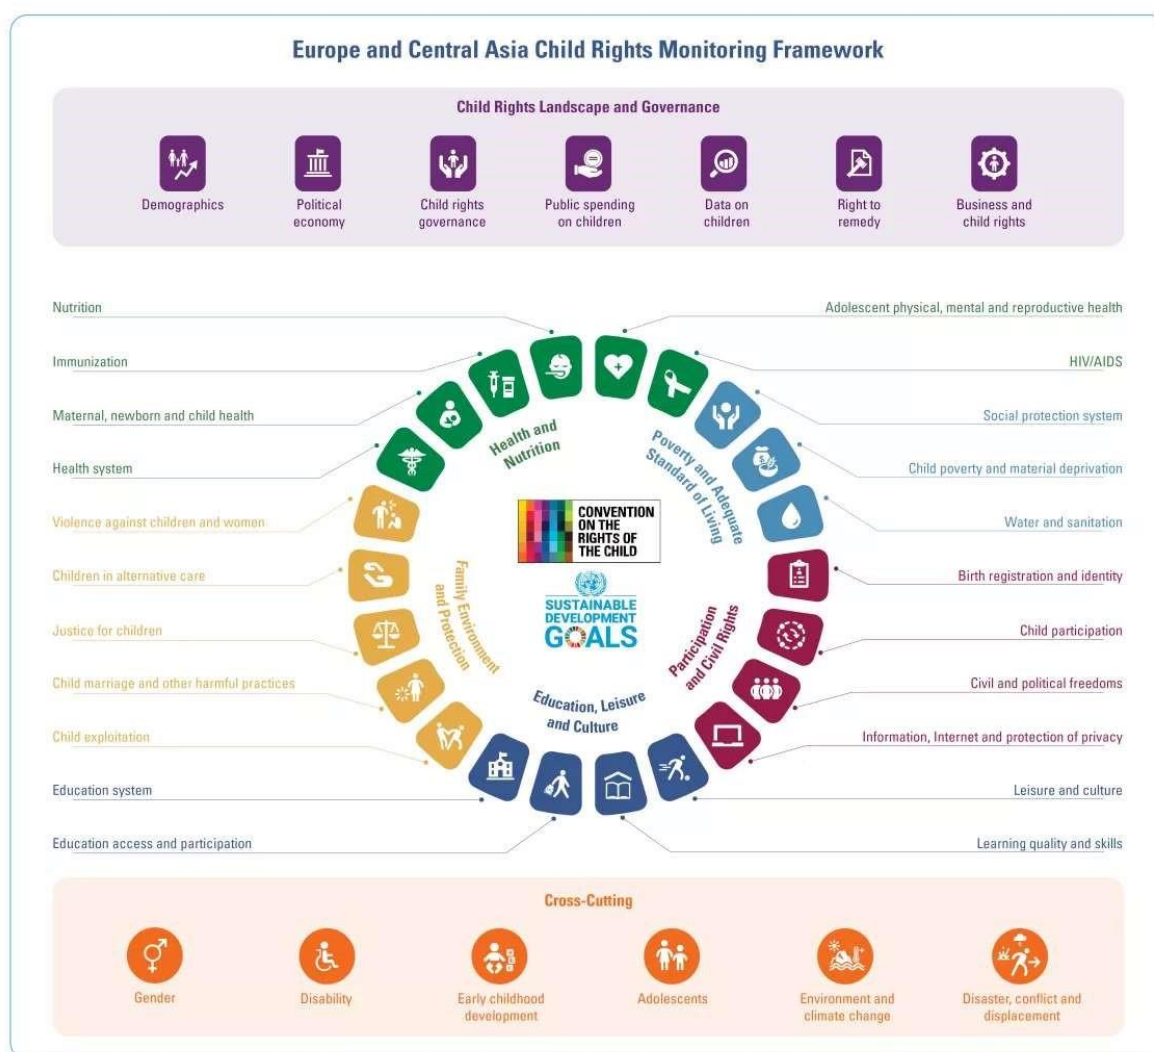 Europe and Central Asia Child Rights Monitoring Framework
Child Rights Landscape and Governance
Demographics
Political
economy
Child rights
governance
Public spending
on children
Data on
children
Right to
remedy
Business and
child rights
Nutrition
Immunization
Maternal, newborn and child health
Health system
Violence against children and women
Children in alternative care
Justice for children
Child marriage and other harmful practices
Child exploitation
Education system
Education access and participation
Adolescent physical, mental and reproductive health
HIV/AIDS
Social protection system
Child poverty and material deprivation
Water and sanitation
Birth registration and identity
Child participation
Civil and political freedoms
Information, Internet and protection of privacy
Leisure and culture
Learning quality and skills
Health and
Nutrition
Poverty and Adequate
Standard of Living
Family Environment
and Protection
Participation
and Civil Rights
Education, Leisure
and Culture
CONVENTION
ON THE
RIGHTS OF
THE CHILD
SUSTAINABLE
DEVELOPMENT
GOALS
Cross-Cutting
Gender
Disability
Early childhood
development
Adolescents
Environment and
climate change
Disaster, conflict and
displacement